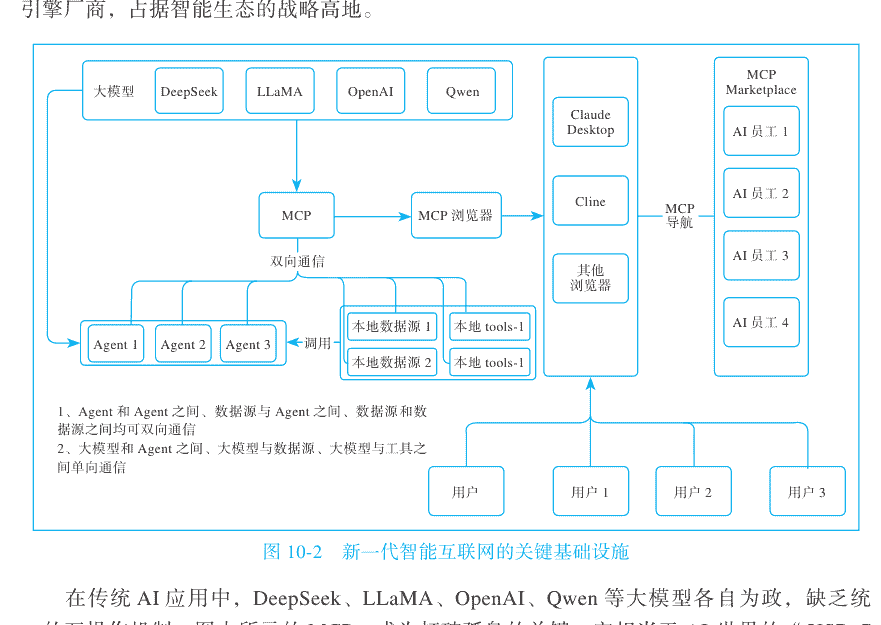 引擎厂商，占据智能生态的战略高地。
大模型
DeepSeek
LLaMA
OpenAI
Qwen
MCP
MCP 浏览器
双向通信
Agent 1
Agent 2
Agent 3
调用
本地数据源 1
本地 tools-1
本地数据源 2
本地 tools-1
Claude
Desktop
Cline
其他
浏览器
MCP
导航
MCP
Marketplace
AI 员工 1
AI 员工 2
AI 员工 3
AI 员工 4
1、Agent 和 Agent 之间、数据源与 Agent 之间、数据源和数
据源之间均可双向通信
2、大模型和 Agent 之间、大模型与数据源、大模型与工具之
间单向通信
用户
用户 1
用户 2
用户 3
图 10-2 新一代智能互联网的关键基础设施
在传统 AI 应用中，DeepSeek、LLaMA、OpenAI、Qwen 等大模型各自为政，缺乏统